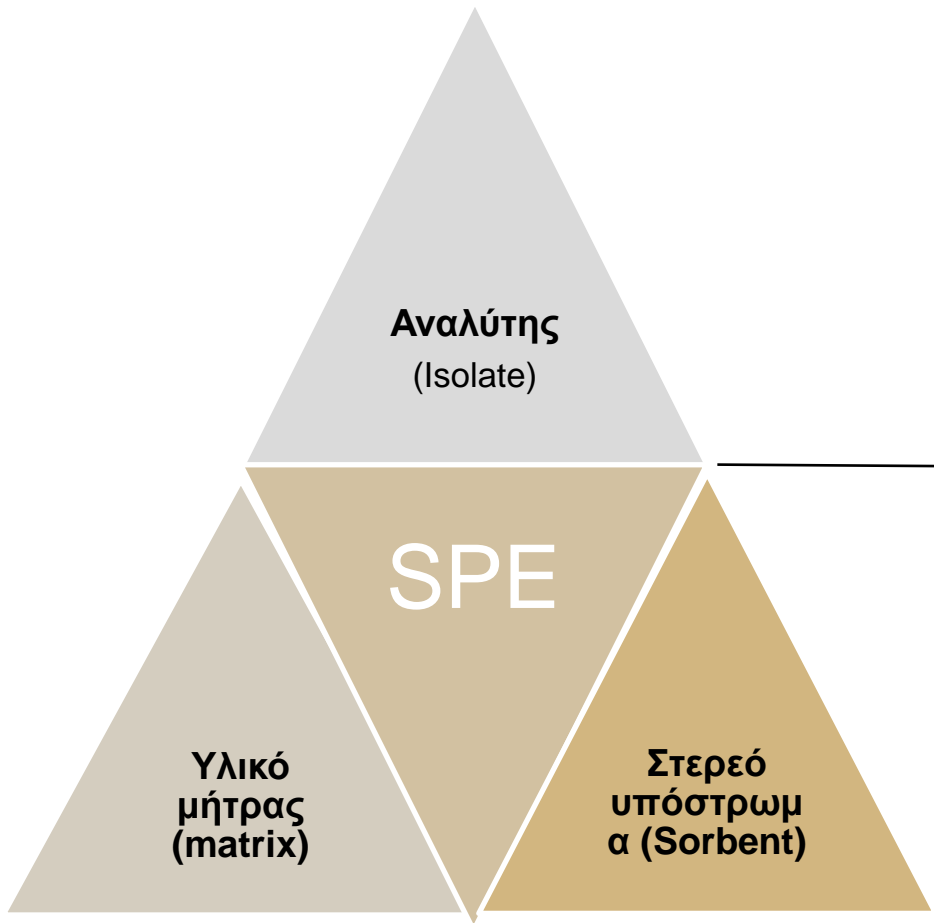 Αναλύτης
(Isolate)
SPE
Υλικό
μήτρας
(matrix)
Στερεό
υπόστρωμ
α (Sorbent)